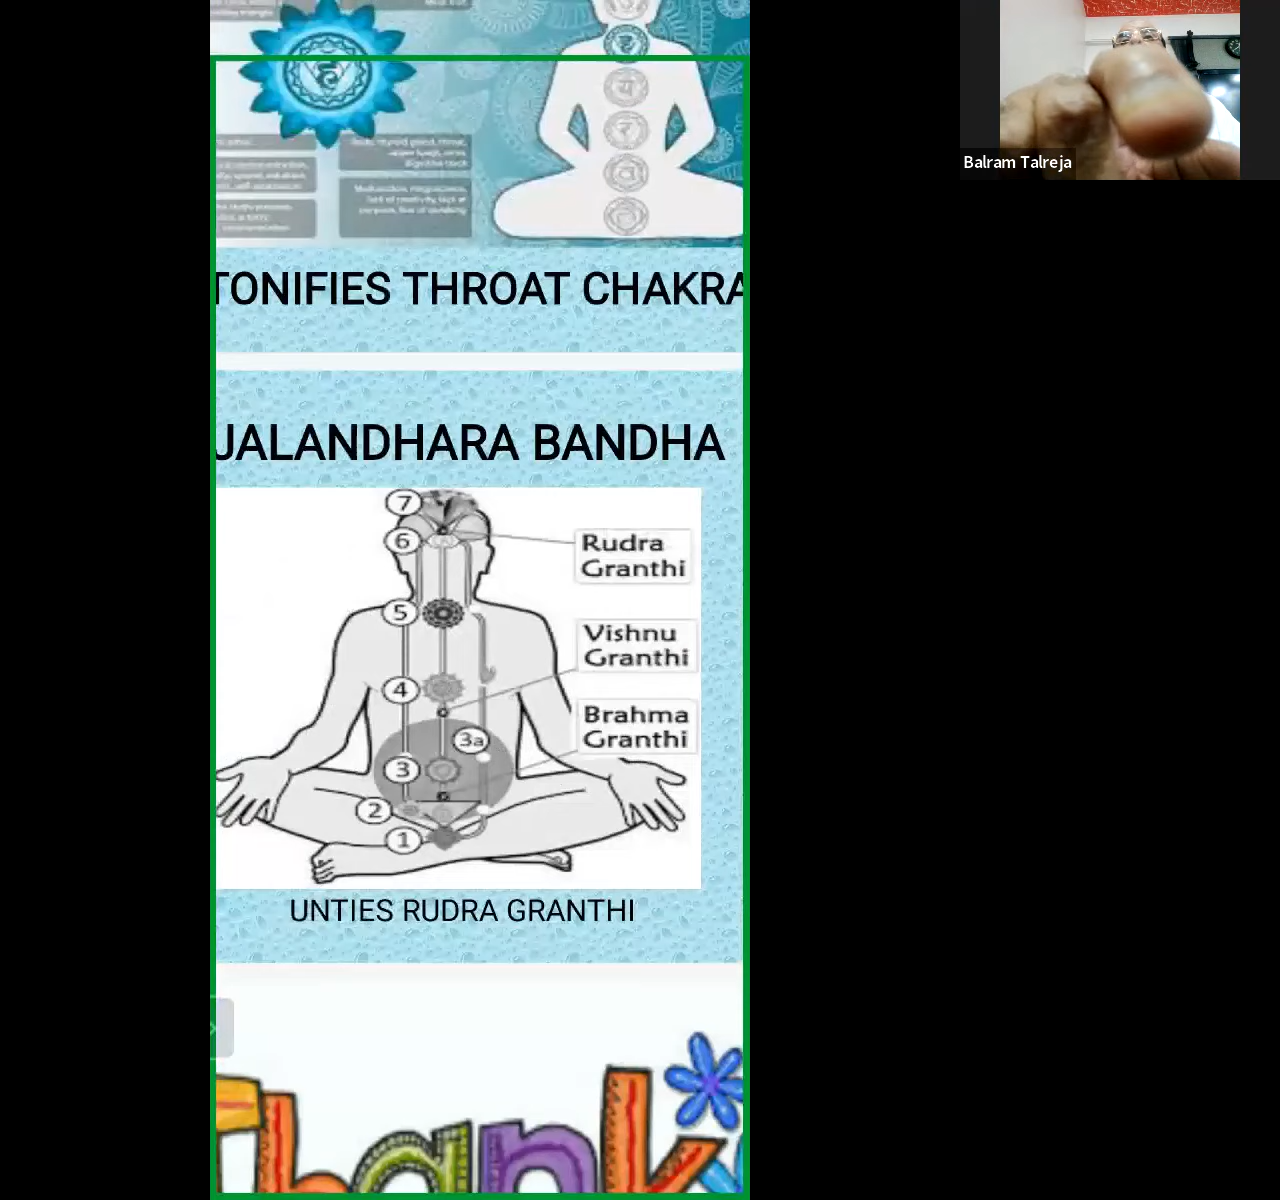 Balram Talreja
TONIFIES THROAT CHAKRA
JALANDHARA BANDHA
7
6
Rudra
Granthi
5
Vishnu
Granthi
4
Brahma
Granthi
3a
3
2
1
UNTIES RUDRA GRANTHI
Thank